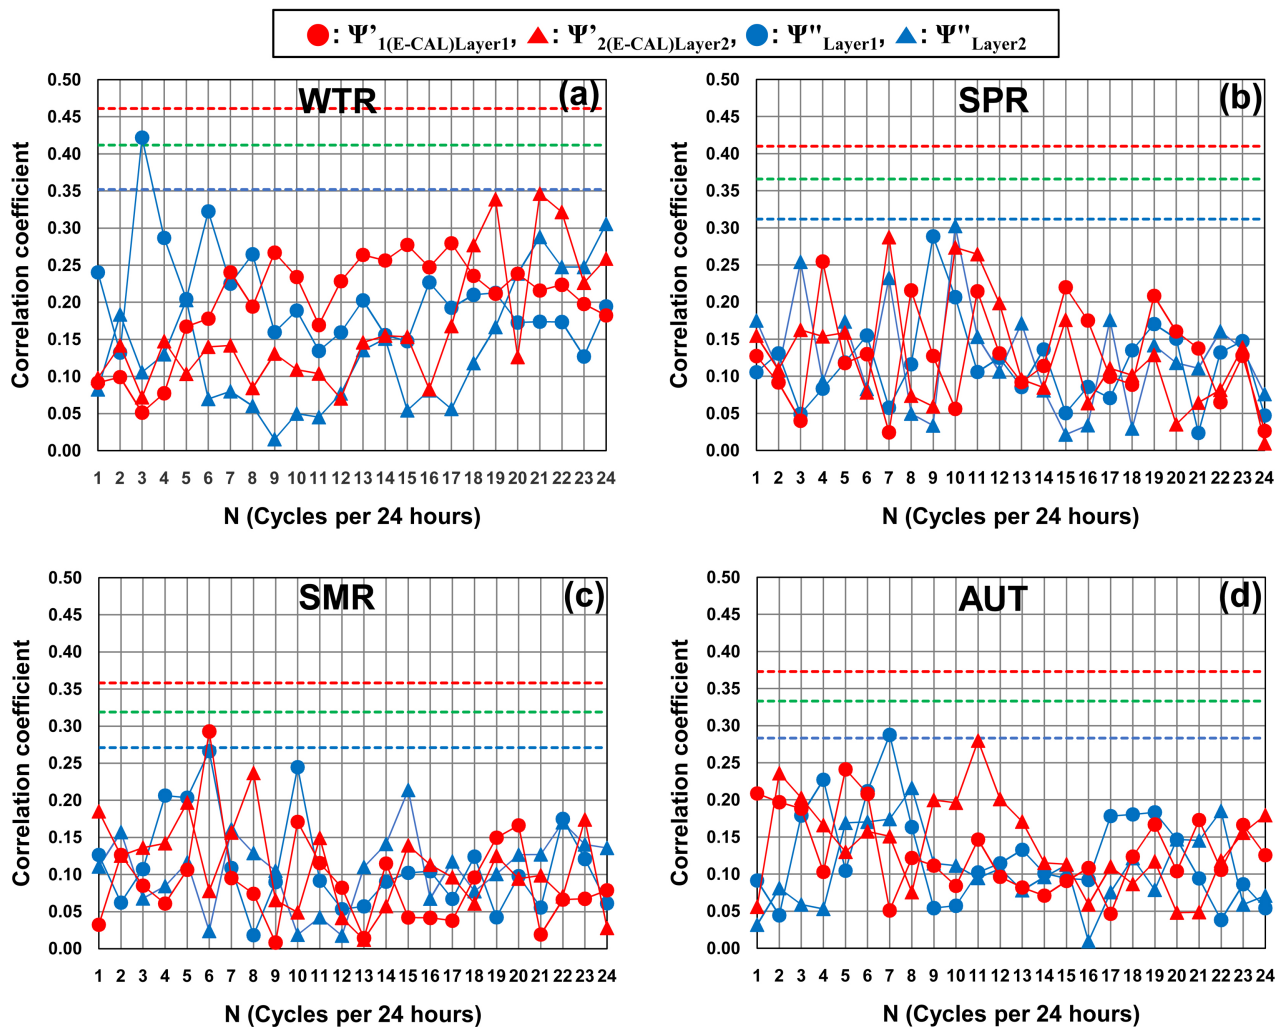 : Ψ'1(E-CAL)Layer1, : Ψ'2(E-CAL)Layer2, : Ψ"Layer1, : Ψ"Layer2
WTR
(a)
Correlation coefficient
0.50
0.45
0.40
0.35
0.30
0.25
0.20
0.15
0.10
0.05
0.00
1 2 3 4 5 6 7 8 9 10 11 12 13 14 15 16 17 18 19 20 21 22 23 24
N (Cycles per 24 hours)
SPR
(b)
Correlation coefficient
0.50
0.45
0.40
0.35
0.30
0.25
0.20
0.15
0.10
0.05
0.00
1 2 3 4 5 6 7 8 9 10 11 12 13 14 15 16 17 18 19 20 21 22 23 24
N (Cycles per 24 hours)
SMR
(c)
Correlation coefficient
0.50
0.45
0.40
0.35
0.30
0.25
0.20
0.15
0.10
0.05
0.00
1 2 3 4 5 6 7 8 9 10 11 12 13 14 15 16 17 18 19 20 21 22 23 24
N (Cycles per 24 hours)
AUT
(d)
Correlation coefficient
0.50
0.45
0.40
0.35
0.30
0.25
0.20
0.15
0.10
0.05
0.00
1 2 3 4 5 6 7 8 9 10 11 12 13 14 15 16 17 18 19 20 21 22 23 24
N (Cycles per 24 hours)